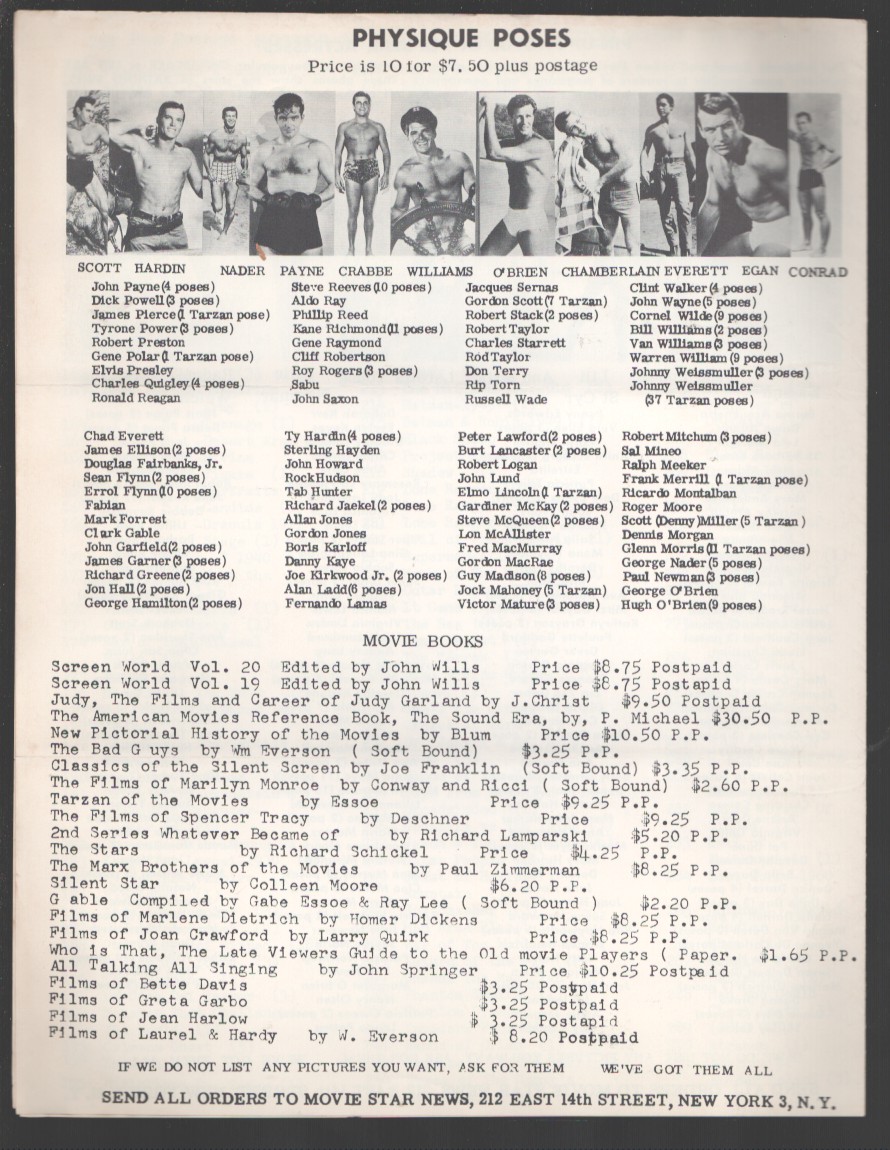 PHYSIQUE POSES
Price is 10 for $7.50 plus postage
SCOTT HARDIN NADER PAYNE CRABBE WILLIAMS O'BRIEN CHAMBERLAIN EVERETT EGAN CONRAD
John Payne(4 poses)
Dick Powell(3 poses)
James Pierce(1 Tarzan pose)
Tyrone Power(3 poses)
Robert Preston
Gene Polar(1 Tarzan pose)
Elvis Presley
Charles Quigley(4 poses)
Ronald Reagan
Steve Reeves(10 poses)
Aldo Ray
Phillip Reed
Kane Richmond(11 poses)
Gene Raymond
Cliff Robertson
Roy Rogers(3 poses)
Sabu
John Saxon
Jacques Sernas
Gordon Scott(7 Tarzan)
Robert Stack(2 poses)
Robert Taylor
Charles Starrett
Rod Taylor
Don Terry
Rip Torn
Russell Wade
Clint Walker(4 poses)
John Wayne(5 poses)
Cornel Wilde(9 poses)
Bill Williams(2 poses)
Van Williams(3 poses)
Warren William(9 poses)
Johnny Weissmuller(3 poses)
Johnny Weissmuller
(37 Tarzan poses)
Chad Everett
James Ellison(2 poses)
Douglas Fairbanks, Jr.
Sean Flynn(2 poses)
Errol Flynn(10 poses)
Fabian
Mark Forrest
Clark Gable
John Garfield(2 poses)
James Garner(3 poses)
Richard Greene(2 poses)
Jon Hall(2 poses)
George Hamilton(2 poses)
Ty Hardin(4 poses)
Sterling Hayden
John Howard
Rock Hudson
Tab Hunter
Richard Jaekel(2 poses)
Allan Jones
Gordon Jones
Boris Karloff
Danny Kaye
Joe Kirkwood Jr. (2 poses)
Alan Ladd(6 poses)
Fernando Lamas
Peter Lawford(2 poses)
Burt Lancaster(2 poses)
Robert Logan
John Lund
Elmo Lincoln(1 Tarzan)
Gardiner McKay(2 poses)
Steve McQueen(2 poses)
Lon McAllister
Fred MacMurray
Gordon MacRae
Guy Madison(8 poses)
Jock Mahoney(5 Tarzan)
Victor Mature(3 poses)
Robert Mitchum(3 poses)
Sal Mineo
Ralph Meeker
Frank Merrill (1 Tarzan pose)
Ricardo Montalban
Roger Moore
Scott (Denny)Miller(5 Tarzan)
Dennis Morgan
Glenn Morris(11 Tarzan poses)
George Nader(5 poses)
Paul Newman(3 poses)
George O'Brien
Hugh O'Brien(9 poses)
MOVIE BOOKS
Screen World Vol. 20 Edited by John Wills Price $8.75 Postpaid
Screen World Vol. 19 Edited by John Wills Price $8.75 Postapid
Judy, The Films and Career of Judy Garland by J.Christ $9.50 Postpaid
The American Movies Reference Book, The Sound Era, by, P. Michael $30.50 P.P.
New Pictorial History of the Movies by Blum Price $10.50 P.P.
The Bad Guys by Wm Everson ( Soft Bound) $3.25 P.P.
Classics of the Silent Screen by Joe Franklin (Soft Bound) $3.35 P.P.
The Films of Marilyn Monroe by Conway and Ricci ( Soft Bound) $2.60 P.P.
Tarzan of the Movies by Essoe Price $9.25 P.P.
The Films of Spencer Tracy by Deschner Price $9.25 P.P.
2nd Series Whatever Became of by Richard Lamparski $5.20 P.P.
The Stars by Richard Schickel Price $4.25 P.P.
The Marx Brothers of the Movies by Paul Zimmerman $8.25 P.P.
Silent Star by Colleen Moore $6.20 P.P.
G able Compiled by Gabe Essoe & Ray Lee ( Soft Bound ) $2.20 P.P.
Films of Marlene Dietrich by Homer Dickens Price $8.25 P.P.
Films of Joan Crawford by Larry Quirk Price $8.25 P.P.
Who is That, The Late Viewers Guide to the Old movie Players ( Paper. $1.65 P.P.
All Talking All Singing by John Springer Price $10.25 Postpaid
Films of Bette Davis $3.25 Postpaid
Films of Greta Garbo $3.25 Postpaid
Films of Jean Harlow $ 3.25 Postapid
Films of Laurel & Hardy by W. Everson $ 8.20 Postpaid
IF WE DO NOT LIST ANY PICTURES YOU WANT, ASK FOR THEM WE'VE GOT THEM ALL
SEND ALL ORDERS TO MOVIE STAR NEWS, 212 EAST 14th STREET, NEW YORK 3, N.Y.